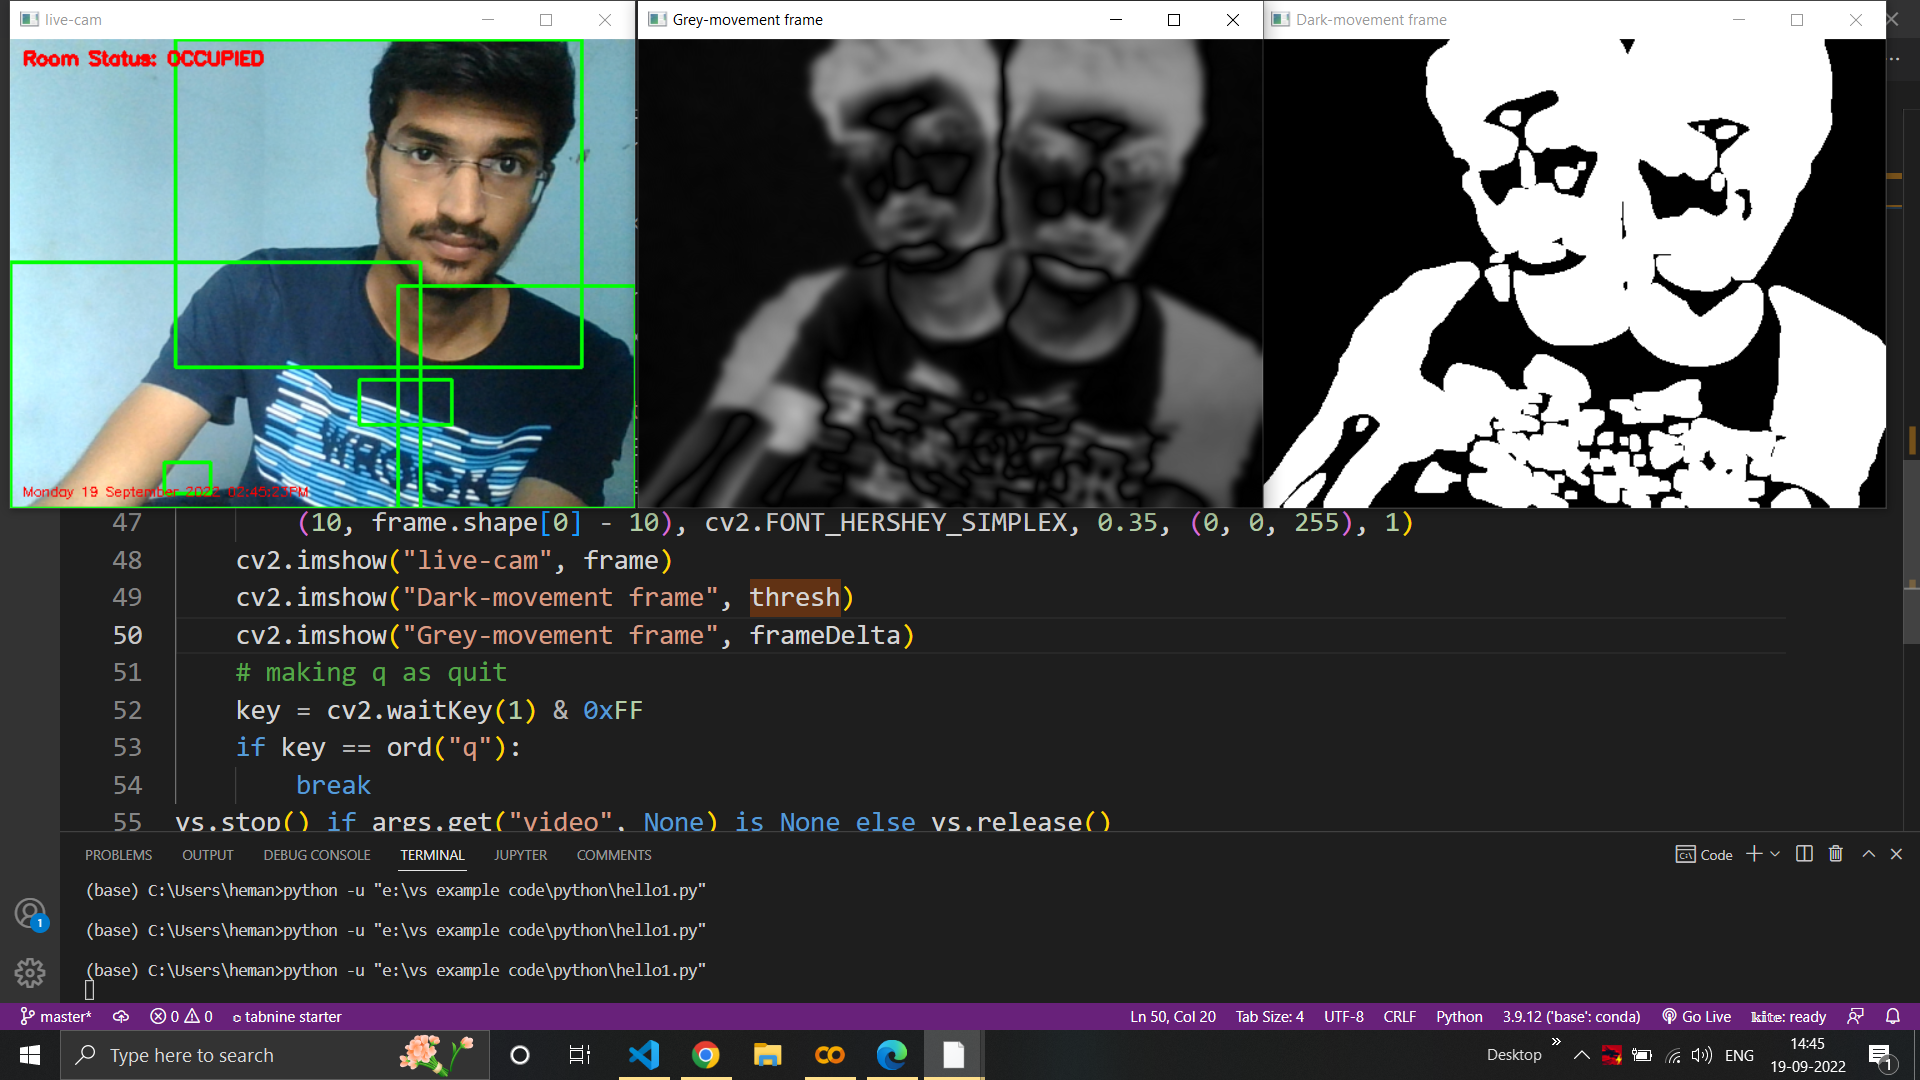 live-cam
Grey-movement frame
Dark-movement frame
Room Status: OCCUPIED
Monday 19 September 2022 02:45:23PM
47 (10, frame.shape[0] - 10), cv2.FONT_HERSHEY_SIMPLEX, 0.35, (0, 0, 255), 1)
48 cv2.imshow("live-cam", frame)
49 cv2.imshow("Dark-movement frame", thresh)
50 cv2.imshow("Grey-movement frame", frameDelta)
51 # making q as quit
52 key = cv2.waitKey(1) & 0xFF
53 if key == ord("q"):
54 break
55 vs.stop() if args.get("video", None) is None else vs.release()
PROBLEMS OUTPUT DEBUG CONSOLE TERMINAL JUPYTER COMMENTS Code
(base) C:\Users\heman>python -u "e:\vs example code\python\hello1.py"
(base) C:\Users\heman>python -u "e:\vs example code\python\hello1.py"
(base) C:\Users\heman>python -u "e:\vs example code\python\hello1.py"
1
master* 0 0 tabnine starter Ln 50, Col 20 Tab Size: 4 UTF-8 CRLF Python 3.9.12 ('base': conda) Go Live kite: ready
Type here to search Desktop ENG 14:45
19-09-2022 1